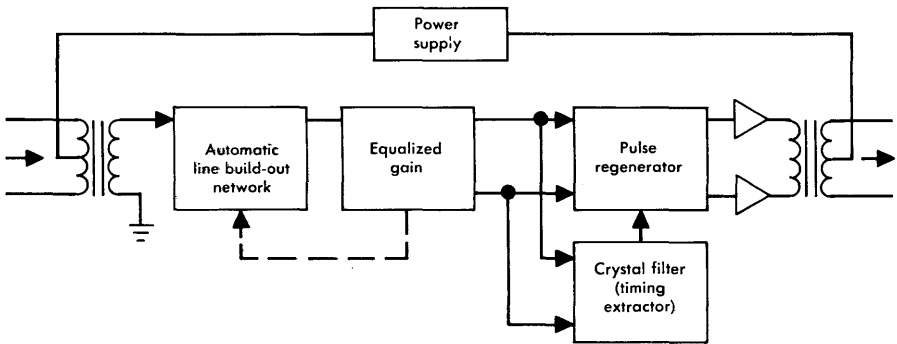 Power
supply
Automatic
line build-out
network
Equalized
gain
Pulse
regenerator
Crystal filter
(timing
extractor)